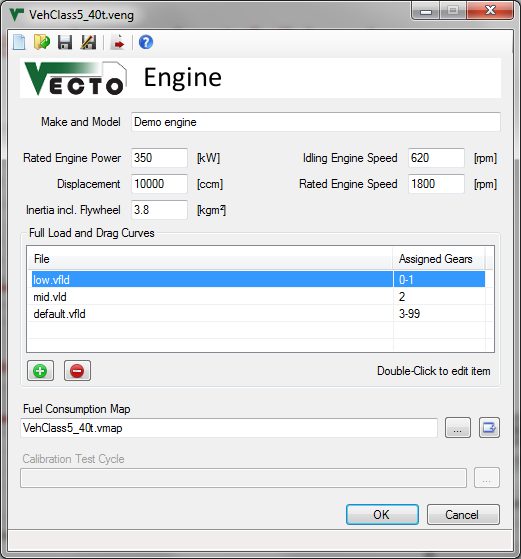 VehClass5_40t.veng
VECTO Engine
Make and Model Demo engine
Rated Engine Power 350 [kW] Idling Engine Speed 620 [rpm]
Displacement 10000 [ccm] Rated Engine Speed 1800 [rpm]
Inertia incl. Flywheel 3.8 [kgm²]
Full Load and Drag Curves
File Assigned Gears
low.vfld 0-1
mid.vld 2
default.vfld 3-99
Double-Click to edit item
Fuel Consumption Map
VehClass5_40t.vmap ...
Calibration Test Cycle
...
OK Cancel